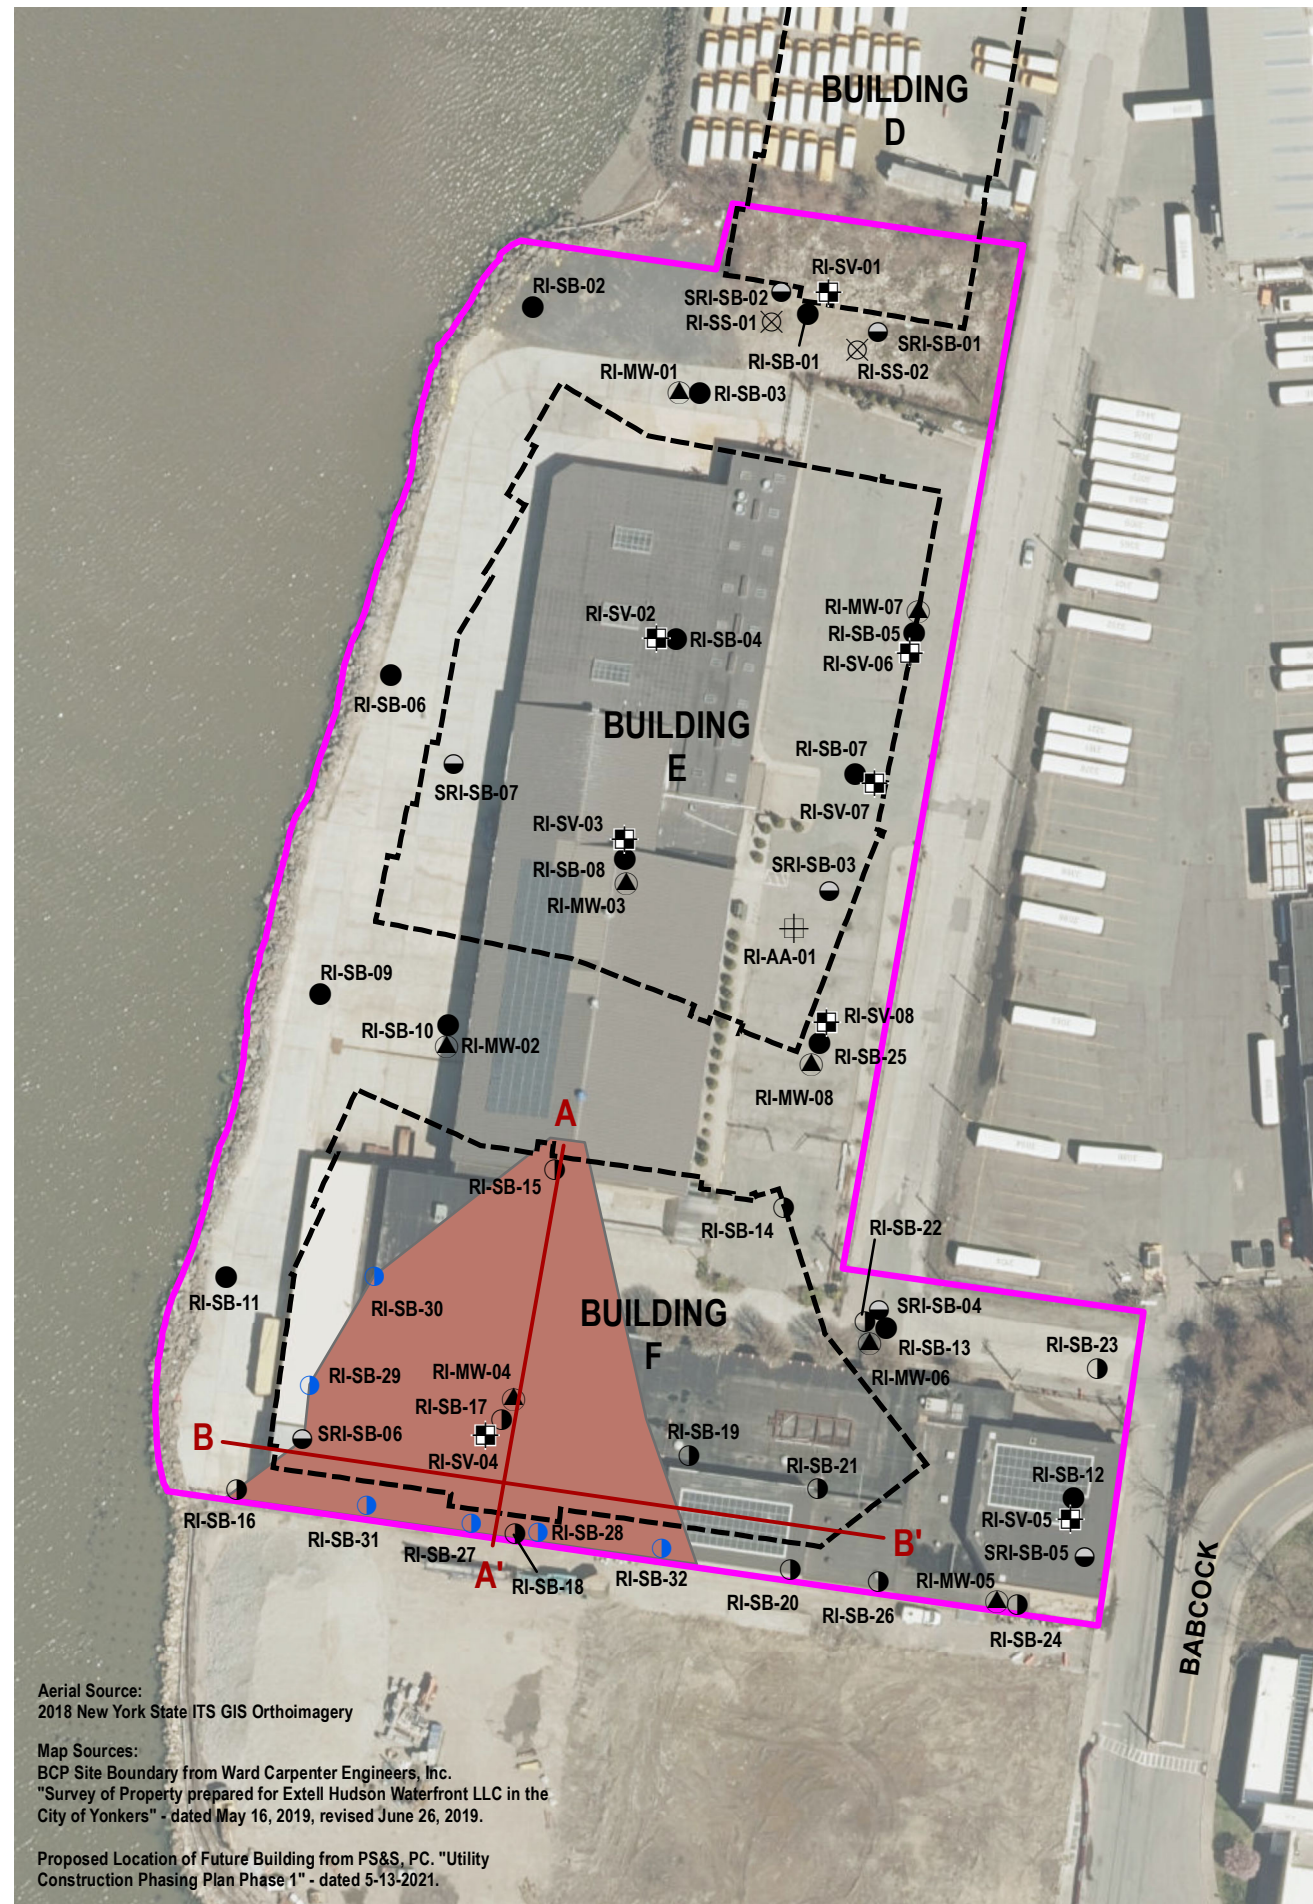 BUILDING
D
RI-SV-01
RI-SB-02
SRI-SB-02
RI-SS-01
SRI-SB-01
RI-SB-01
RI-SS-02
RI-MW-01
RI-SB-03
RI-MW-07
RI-SV-02
RI-SB-04
RI-SB-05
RI-SV-06
RI-SB-06
BUILDING
E
RI-SB-07
SRI-SB-07
RI-SV-07
RI-SV-03
SRI-SB-03
RI-SB-08
RI-MW-03
RI-AA-01
RI-SB-09
RI-SV-08
RI-SB-10
RI-MW-02
RI-SB-25
RI-MW-08
A
RI-SB-15
RI-SB-14
RI-SB-22
RI-SB-11
RI-SB-30
BUILDING
F
SRI-SB-04
RI-SB-13
RI-SB-23
RI-MW-06
RI-SB-29
RI-MW-04
RI-SB-17
B
SRI-SB-06
RI-SV-04
RI-SB-19
RI-SB-21
RI-SB-12
RI-SV-05
RI-SB-16
RI-SB-31
RI-SB-27
RI-SB-28
B'
SRI-SB-05
A'
RI-SB-18
RI-SB-32
RI-SB-20
RI-SB-26
RI-MW-05
RI-SB-24
BABCOCK
Aerial Source:
2018 New York State ITS GIS Orthoimagery
Map Sources:
BCP Site Boundary from Ward Carpenter Engineers, Inc.
"Survey of Property prepared for Extell Hudson Waterfront LLC in the
City of Yonkers" - dated May 16, 2019, revised June 26, 2019.
Proposed Location of Future Building from PS&S, PC. "Utility
Construction Phasing Plan Phase 1" - dated 5-13-2021.